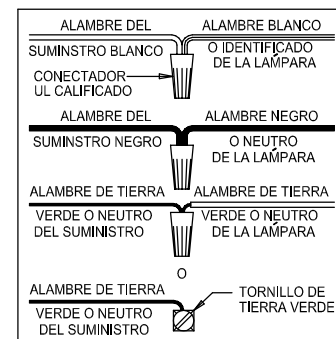 ALAMBRE DEL ALAMBRE BLANCO
SUMINSTRO BLANCO O IDENTIFICADO
DE LA LAMPARA
CONECTADOR
UL CALIFICADO
ALAMBRE DEL ALAMBRE NEGRO
SUMINSTRO NEGRO O NEUTRO
DE LA LAMPARA
ALAMBRE DE TIERRA ALAMBRE DE TIERRA
VERDE O NEUTRO VERDE O NEUTRO
DEL SUMINISTRO DE LA LAMPARA
O
ALAMBRE DE TIERRA TORNILLO DE
TIERRA VERDE
VERDE O NEUTRO
DEL SUMINISTRO